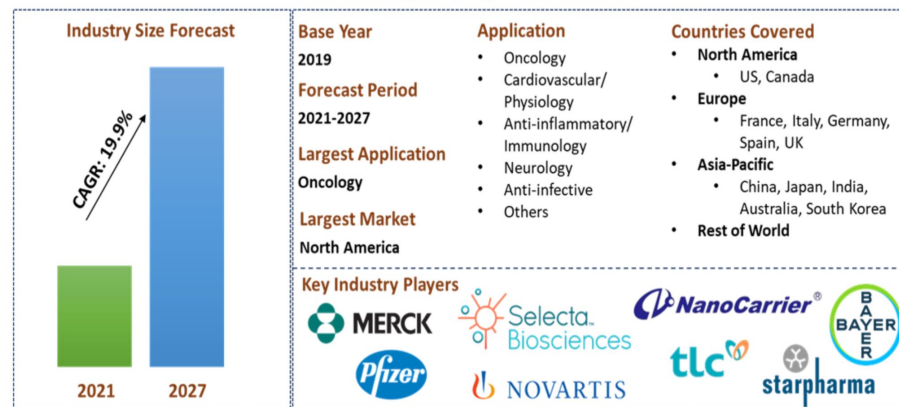 Industry Size Forecast
CAGR: 19.9%
2021
2027
Base Year
2019
Forecast Period
2021-2027
Largest Application
Oncology
Largest Market
North America
Application
• Oncology
• Cardiovascular/
Physiology
• Anti-inflammatory/
Immunology
• Neurology
• Anti-infective
• Others
Countries Covered
• North America
• US, Canada
• Europe
• France, Italy, Germany,
Spain, UK
• Asia-Pacific
• China, Japan, India,
Australia, South Korea
• Rest of World
Key Industry Players
MERCK
Selecta™
Biosciences
NanoCarrier®
BAYER
BAYER
Pfizer
NOVARTIS
tlc
starpharma